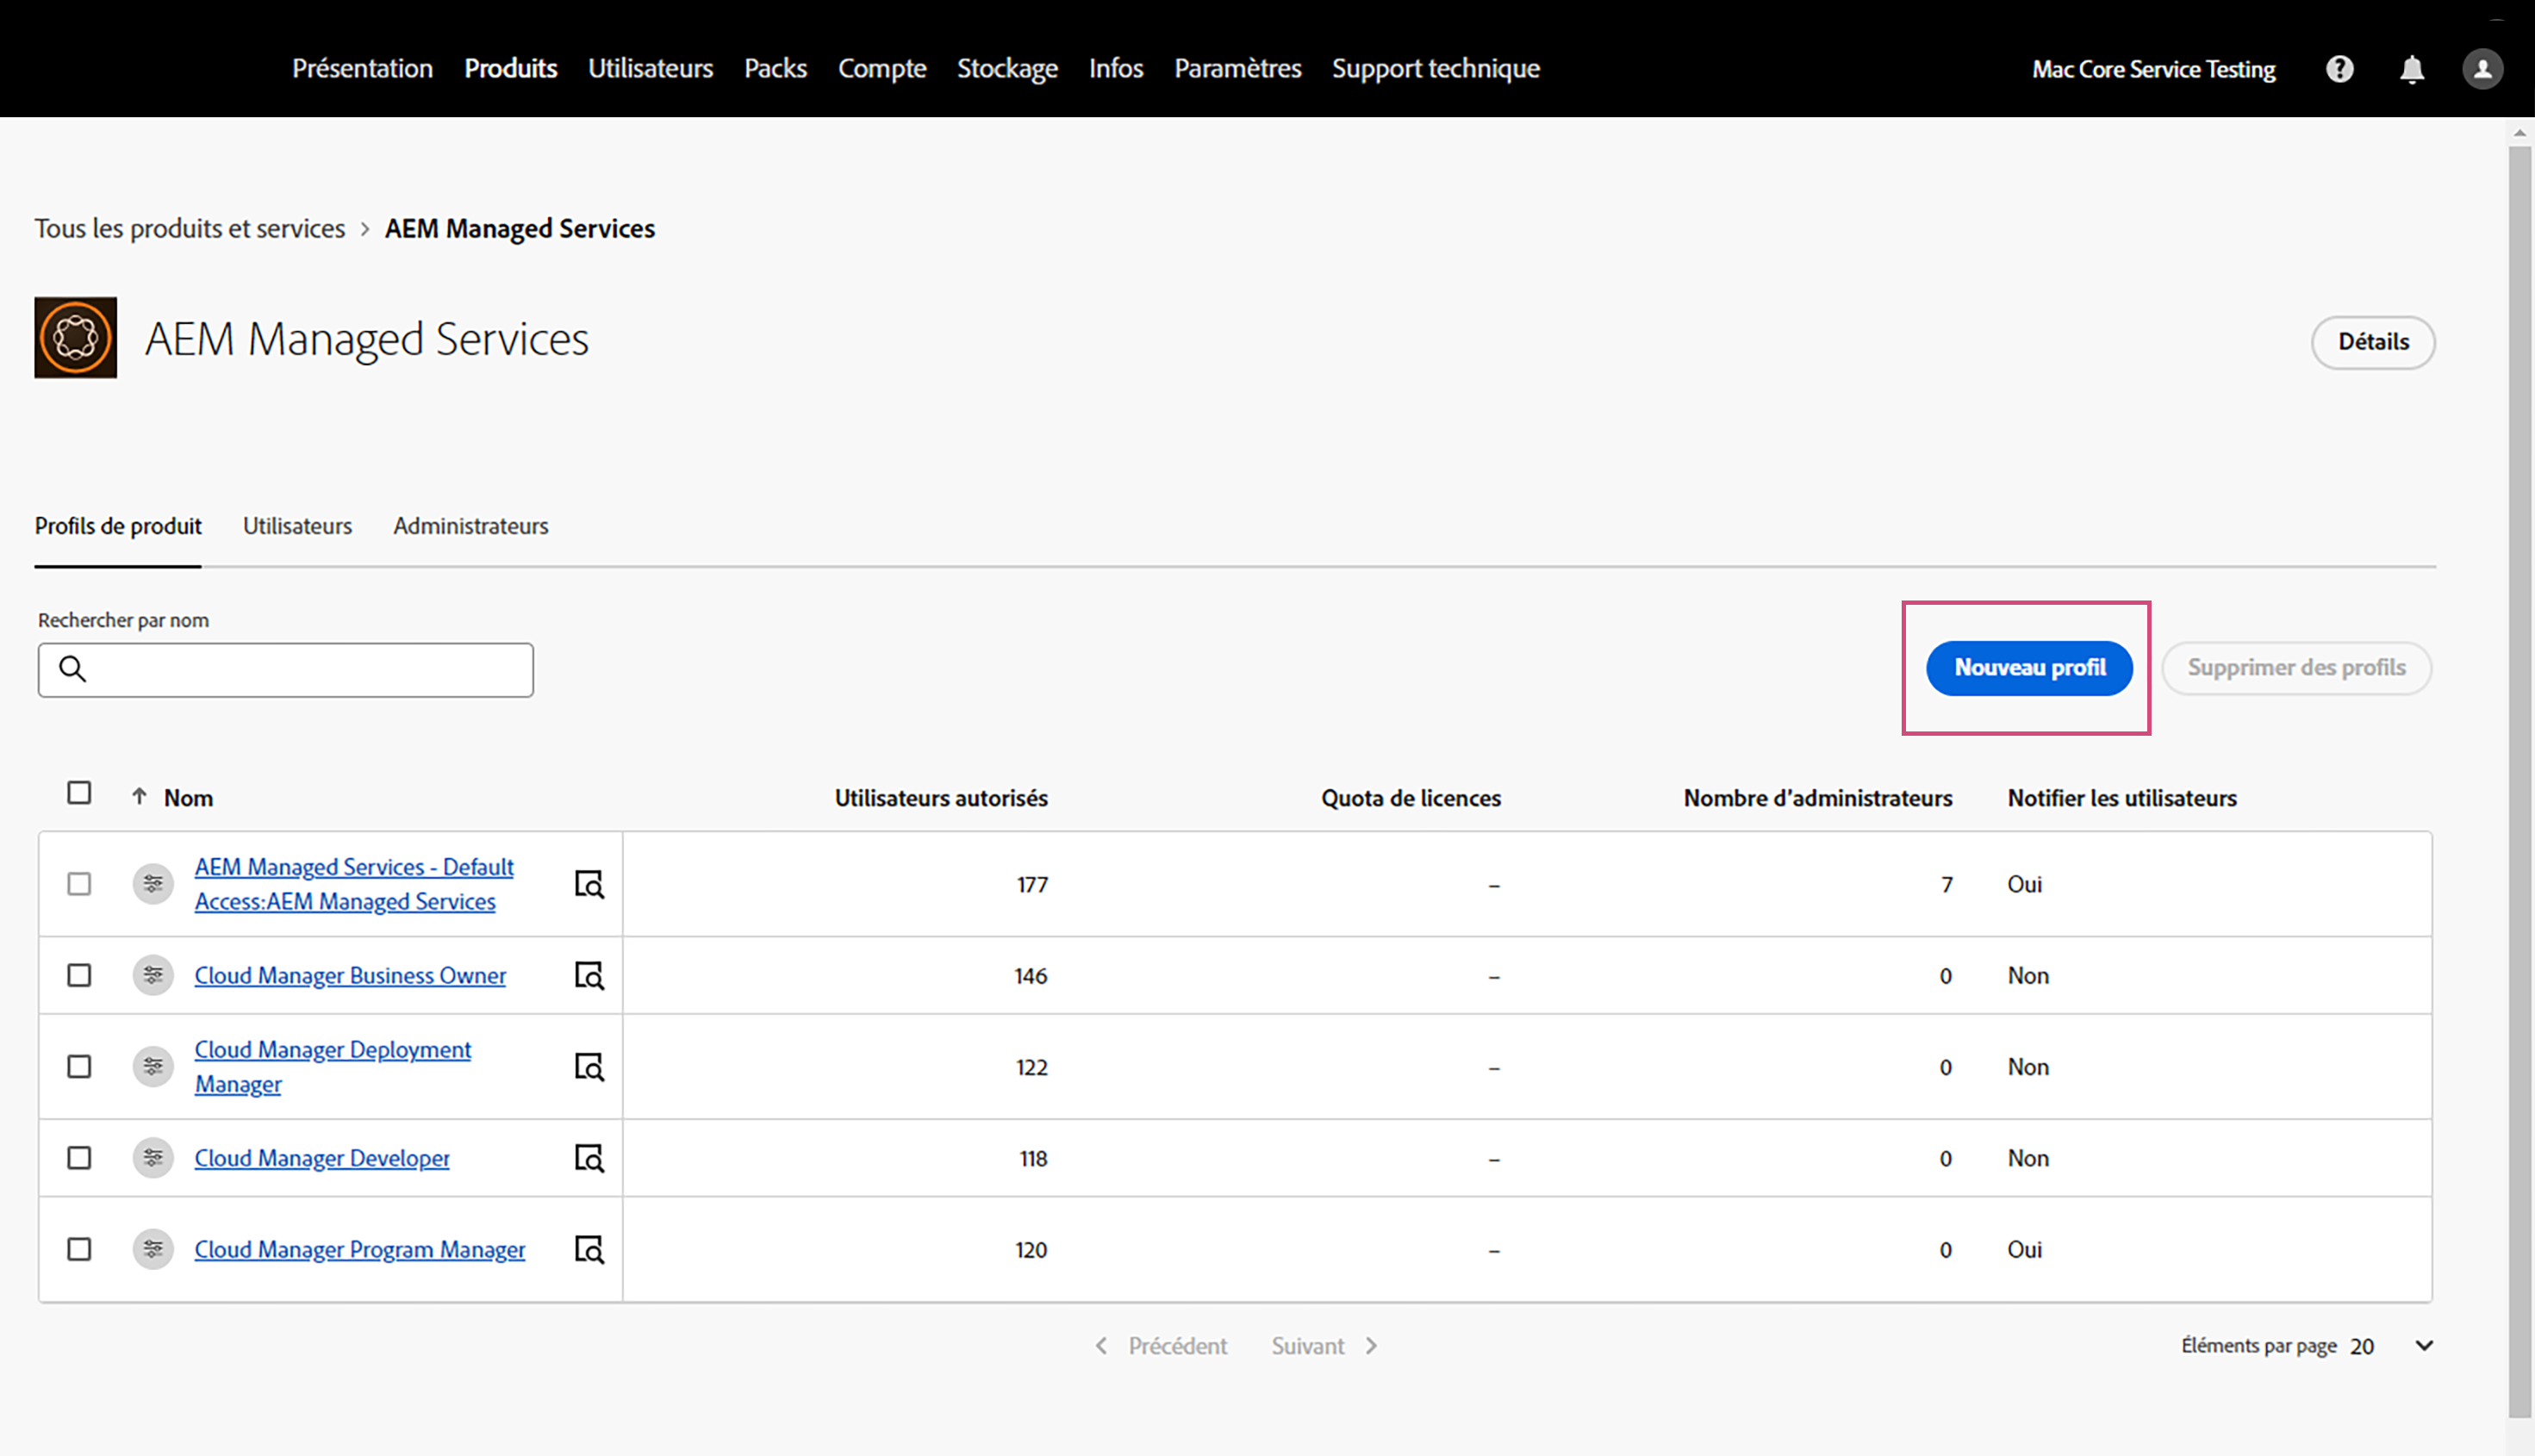 Présentation Produits Utilisateurs Packs Compte Stockage Infos Paramètres Support technique Mac Core Service Testing
Tous les produits et services > AEM Managed Services
AEM Managed Services
Détails
Profils de produit Utilisateurs Administrateurs
Rechercher par nom
Nouveau profil Supprimer des profils
↑ Nom Utilisateurs autorisés Quota de licences Nombre d'administrateurs Notifier les utilisateurs
AEM Managed Services - Default
Access:AEM Managed Services 177 – 7 Oui
Cloud Manager Business Owner 146 – 0 Non
Cloud Manager Deployment
Manager 122 – 0 Non
Cloud Manager Developer 118 – 0 Non
Cloud Manager Program Manager 120 – 0 Oui
Précédent Suivant Éléments par page 20